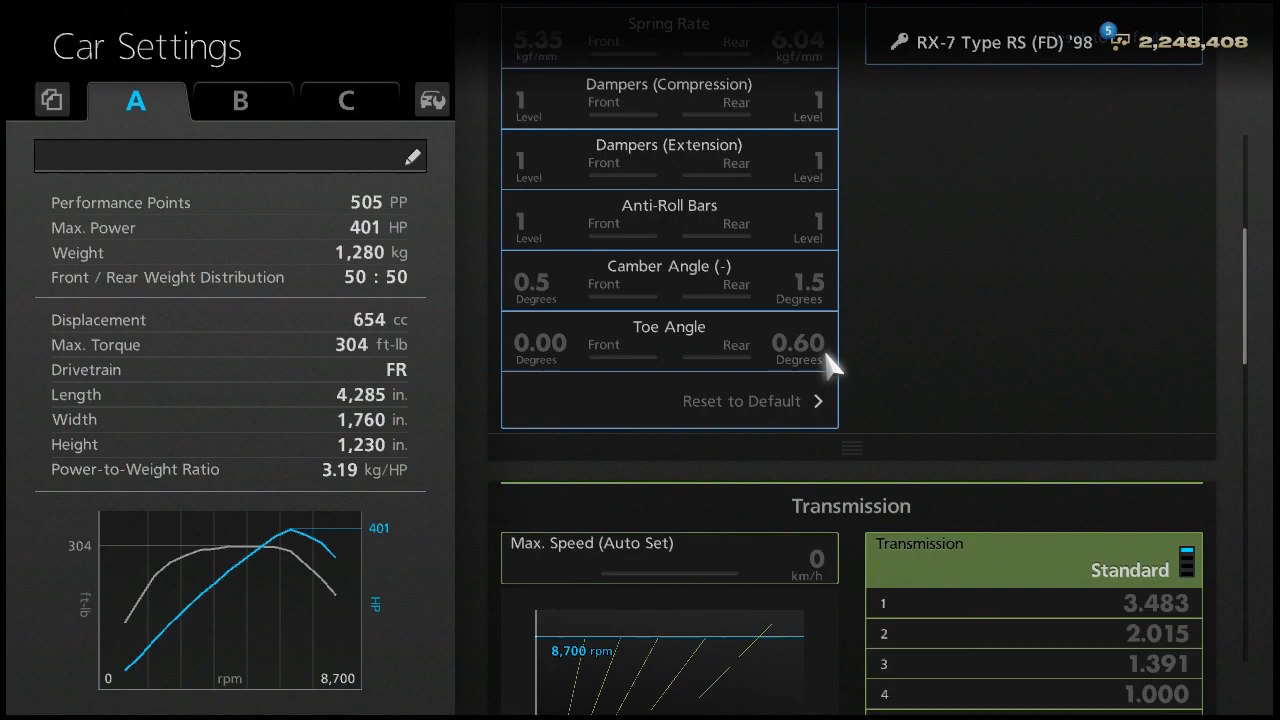 Car Settings
A B C
Performance Points 505 PP
Max. Power 401 HP
Weight 1,280 kg
Front / Rear Weight Distribution 50 : 50
Displacement 654 cc
Max. Torque 304 ft-lb
Drivetrain FR
Length 4,285 in.
Width 1,760 in.
Height 1,230 in.
Power-to-Weight Ratio 3.19 kg/HP
401
304
ft-lb
HP
0 rpm 8,700
Spring Rate
5.35 Front Rear 6.04
kgf/mm kgf/mm
Dampers (Compression)
1 Front Rear 1
Level Level
Dampers (Extension)
1 Front Rear 1
Level Level
Anti-Roll Bars
1 Front Rear 1
Level Level
Camber Angle (-)
0.5 Front Rear 1.5
Degrees Degrees
Toe Angle
0.00 Front Rear 0.60
Degrees Degrees
Reset to Default
RX-7 Type RS (FD) '98 5 2,248,408
Transmission
Max. Speed (Auto Set) 0
km/h
8,700 rpm
Transmission
Standard
1 3.483
2 2.015
3 1.391
4 1.000